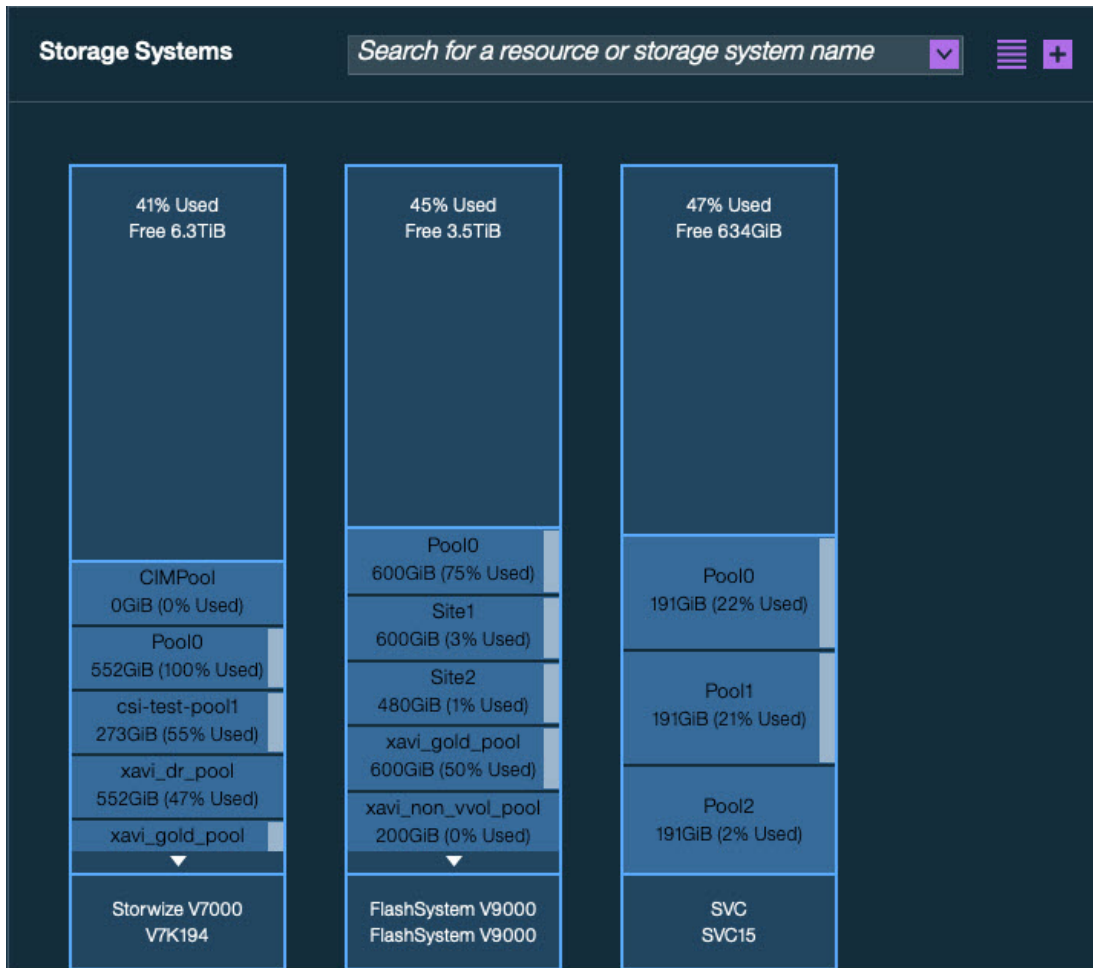 Storage Systems
Search for a resource or storage system name
41% Used
Free 6.3TiB
CIMPool
0GiB (0% Used)
Pool0
552GiB (100% Used)
csi-test-pool1
273GiB (55% Used)
xavi_dr_pool
552GiB (47% Used)
xavi_gold_pool
Storwize V7000
V7K194
45% Used
Free 3.5TiB
Pool0
600GiB (75% Used)
Site1
600GiB (3% Used)
Site2
480GiB (1% Used)
xavi_gold_pool
600GiB (50% Used)
xavi_non_vvol_pool
200GiB (0% Used)
FlashSystem V9000
FlashSystem V9000
47% Used
Free 634GiB
Pool0
191GiB (22% Used)
Pool1
191GiB (21% Used)
Pool2
191GiB (2% Used)
SVC
SVC15